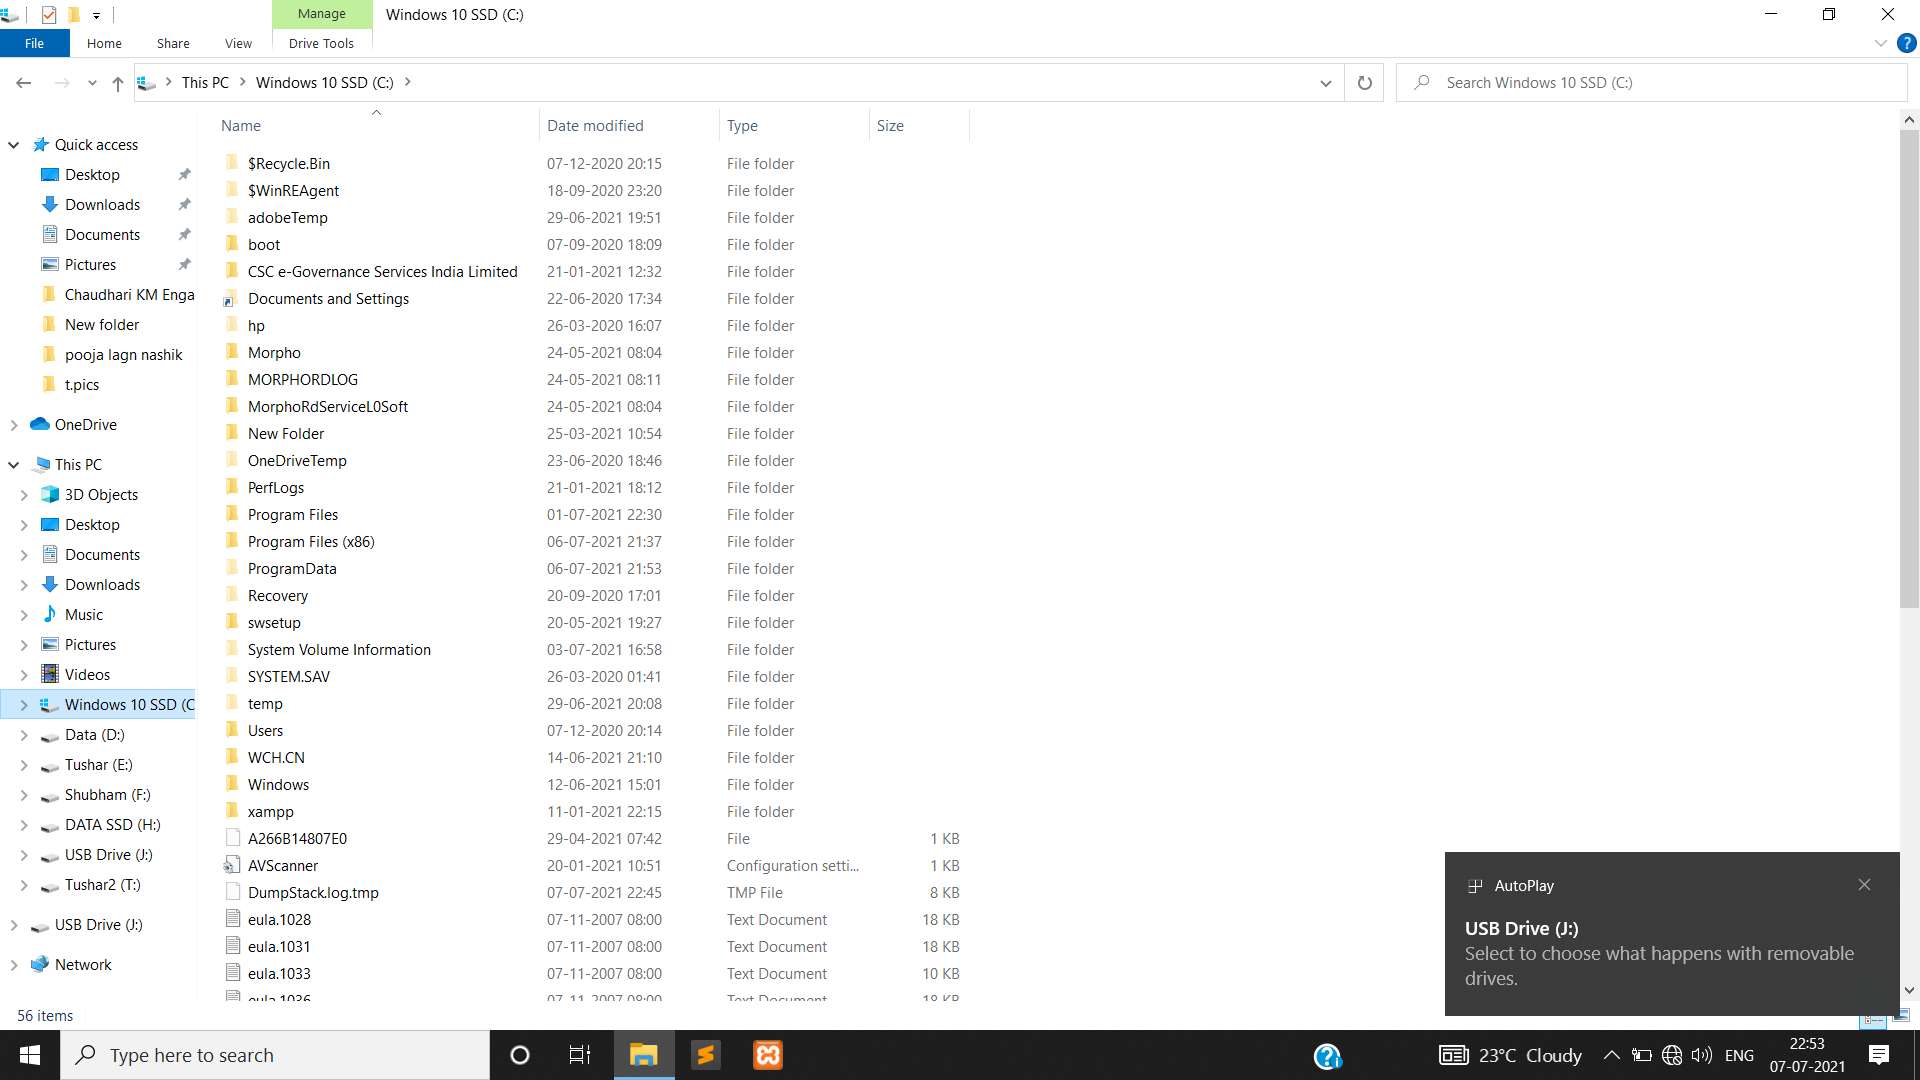 Manage
Windows 10 SSD (C:)
File
Home
Share
View
Drive Tools
This PC
Windows 10 SSD (C:)
Search Windows 10 SSD (C:)
Name
Date modified
Type
Size
Quick access
Desktop
Downloads
Documents
Pictures
Chaudhari KM Enga
New folder
pooja lagn nashik
t.pics
OneDrive
This PC
3D Objects
Desktop
Documents
Downloads
Music
Pictures
Videos
Windows 10 SSD (C
Data (D:)
Tushar (E:)
Shubham (F:)
DATA SSD (H:)
USB Drive (J:)
Tushar2 (T:)
USB Drive (J:)
Network
$Recycle.Bin 07-12-2020 20:15 File folder
$WinREAgent 18-09-2020 23:20 File folder
adobeTemp 29-06-2021 19:51 File folder
boot 07-09-2020 18:09 File folder
CSC e-Governance Services India Limited 21-01-2021 12:32 File folder
Documents and Settings 22-06-2020 17:34 File folder
hp 26-03-2020 16:07 File folder
Morpho 24-05-2021 08:04 File folder
MORPHORDLOG 24-05-2021 08:11 File folder
MorphoRdServiceL0Soft 24-05-2021 08:04 File folder
New Folder 25-03-2021 10:54 File folder
OneDriveTemp 23-06-2020 18:46 File folder
PerfLogs 21-01-2021 18:12 File folder
Program Files 01-07-2021 22:30 File folder
Program Files (x86) 06-07-2021 21:37 File folder
ProgramData 06-07-2021 21:53 File folder
Recovery 20-09-2020 17:01 File folder
swsetup 20-05-2021 19:27 File folder
System Volume Information 03-07-2021 16:58 File folder
SYSTEM.SAV 26-03-2020 01:41 File folder
temp 29-06-2021 20:08 File folder
Users 07-12-2020 20:14 File folder
WCH.CN 14-06-2021 21:10 File folder
Windows 12-06-2021 15:01 File folder
xampp 11-01-2021 22:15 File folder
A266B14807E0 29-04-2021 07:42 File 1 KB
AVScanner 20-01-2021 10:51 Configuration setti... 1 KB
DumpStack.log.tmp 07-07-2021 22:45 TMP File 8 KB
eula.1028 07-11-2007 08:00 Text Document 18 KB
eula.1031 07-11-2007 08:00 Text Document 18 KB
eula.1033 07-11-2007 08:00 Text Document 10 KB
eula.1036 07-11-2007 08:00 Text Document 18 KB
AutoPlay
USB Drive (J:)
Select to choose what happens with removable
drives.
56 items
Type here to search
23°C Cloudy
ENG
22:53
07-07-2021